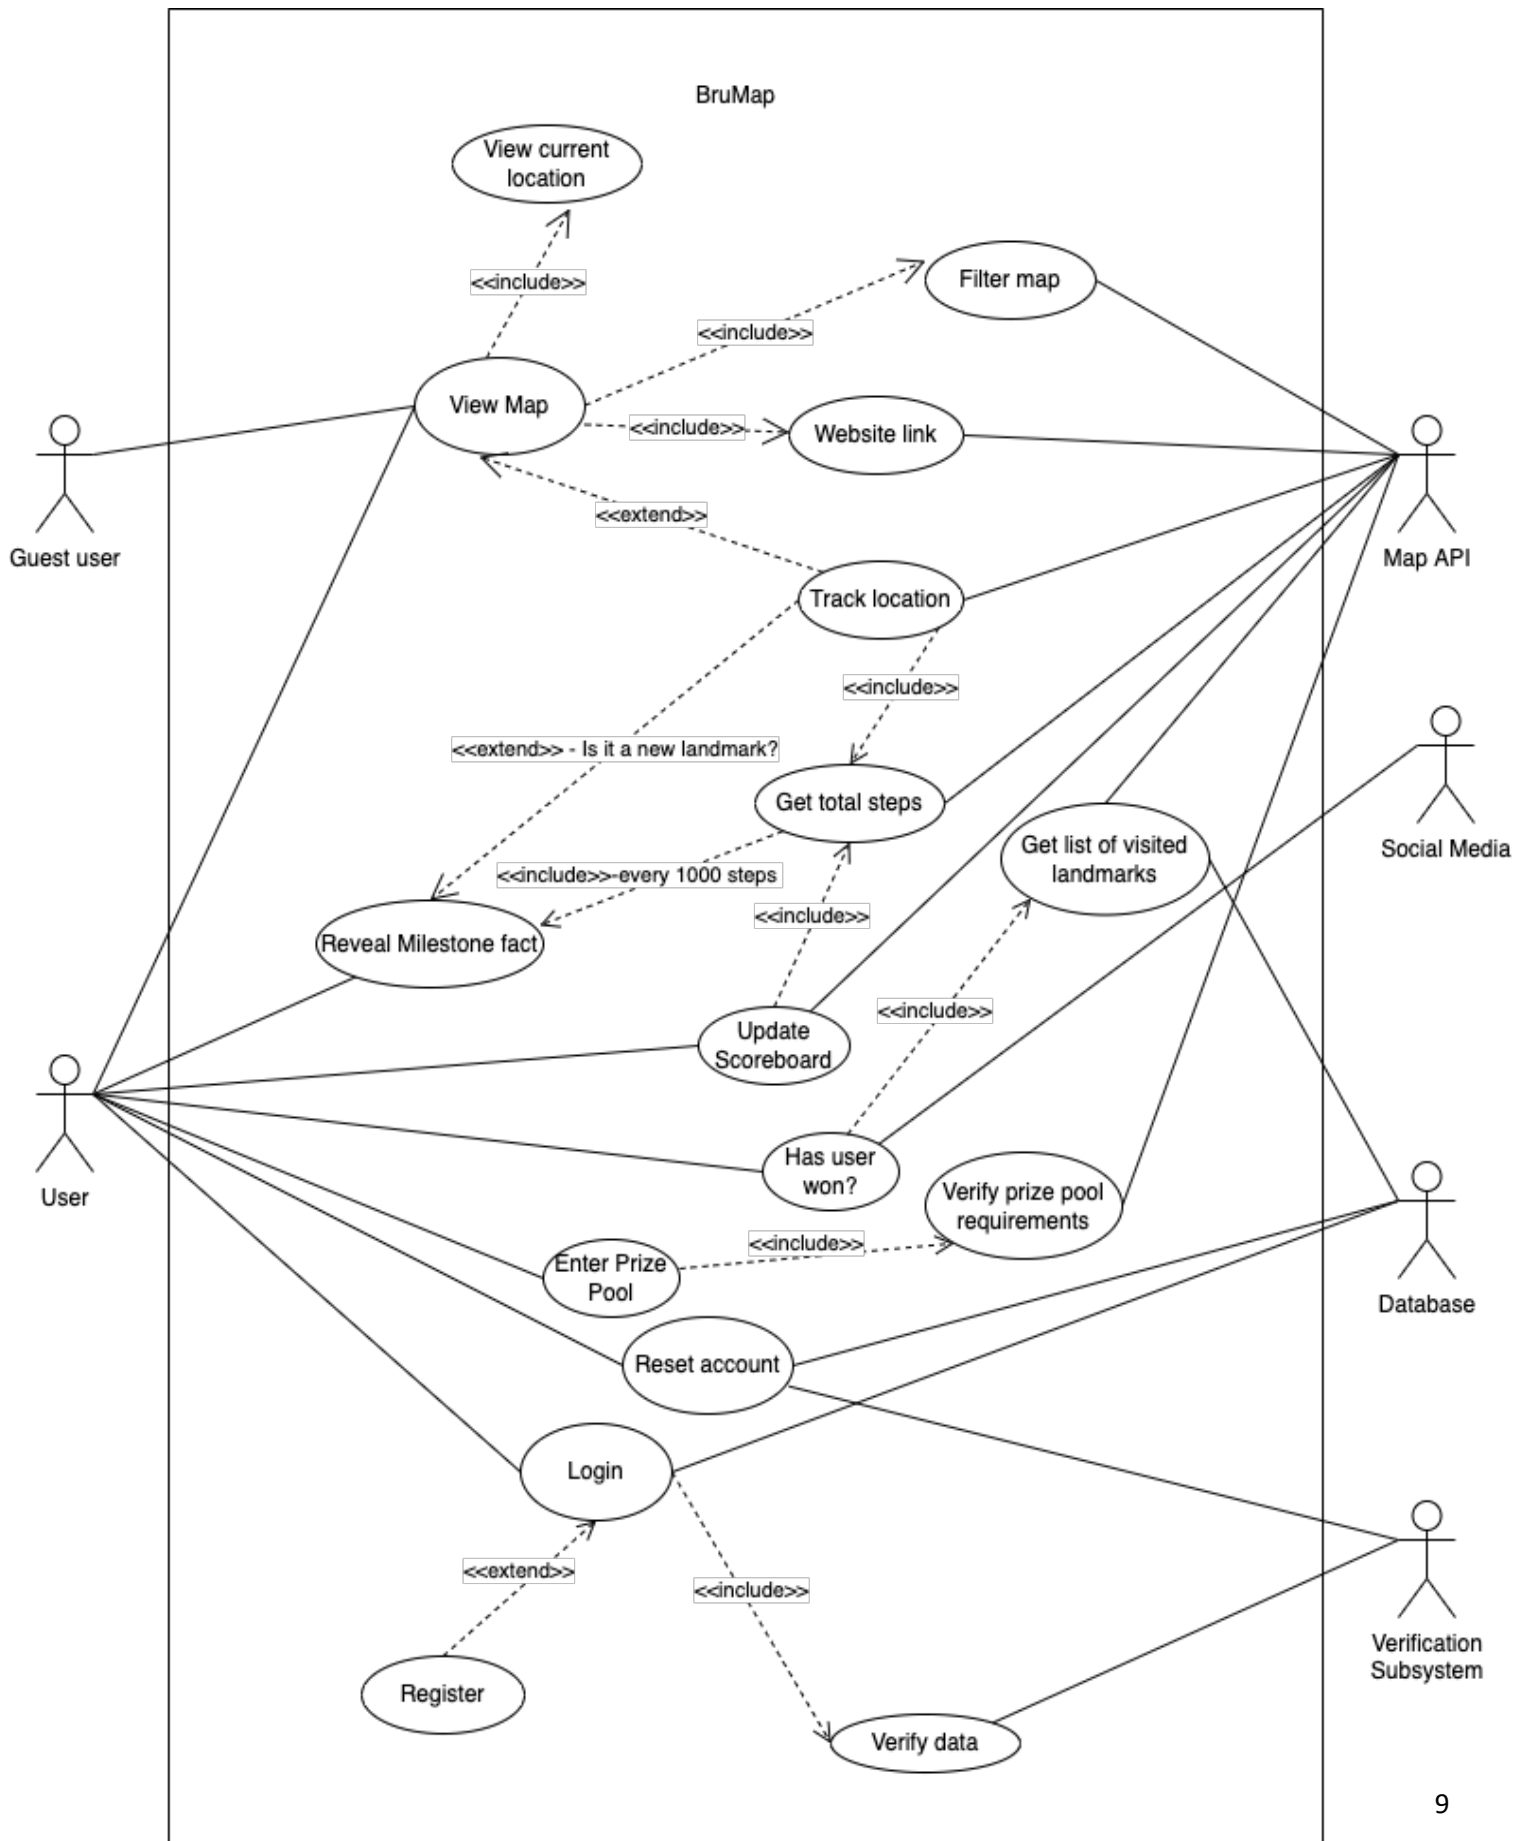 BruMap
View current
location
<<include>>
Filter map
<<include>>
View Map
<<include>>
Website link
Guest user
Map API
<<extend>>
Track location
<<include>>
<<extend>> - Is it a new landmark?
Get total steps
Social Media
Get list of visited
landmarks
<<include>>-every 1000 steps
<<include>>
Reveal Milestone fact
<<include>>
Update
Scoreboard
User
Has user
won?
Verify prize pool
requirements
<<include>>
Enter Prize
Pool
Database
Reset account
Login
<<extend>>
<<include>>
Verification
Subsystem
Register
Verify data
9